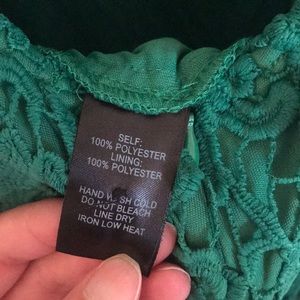 SELF:
100% POLYESTER
LINING:
100% POLYESTER
HAND WASH COLD
DO NOT BLEACH
LINE DRY
IRON LOW HEAT